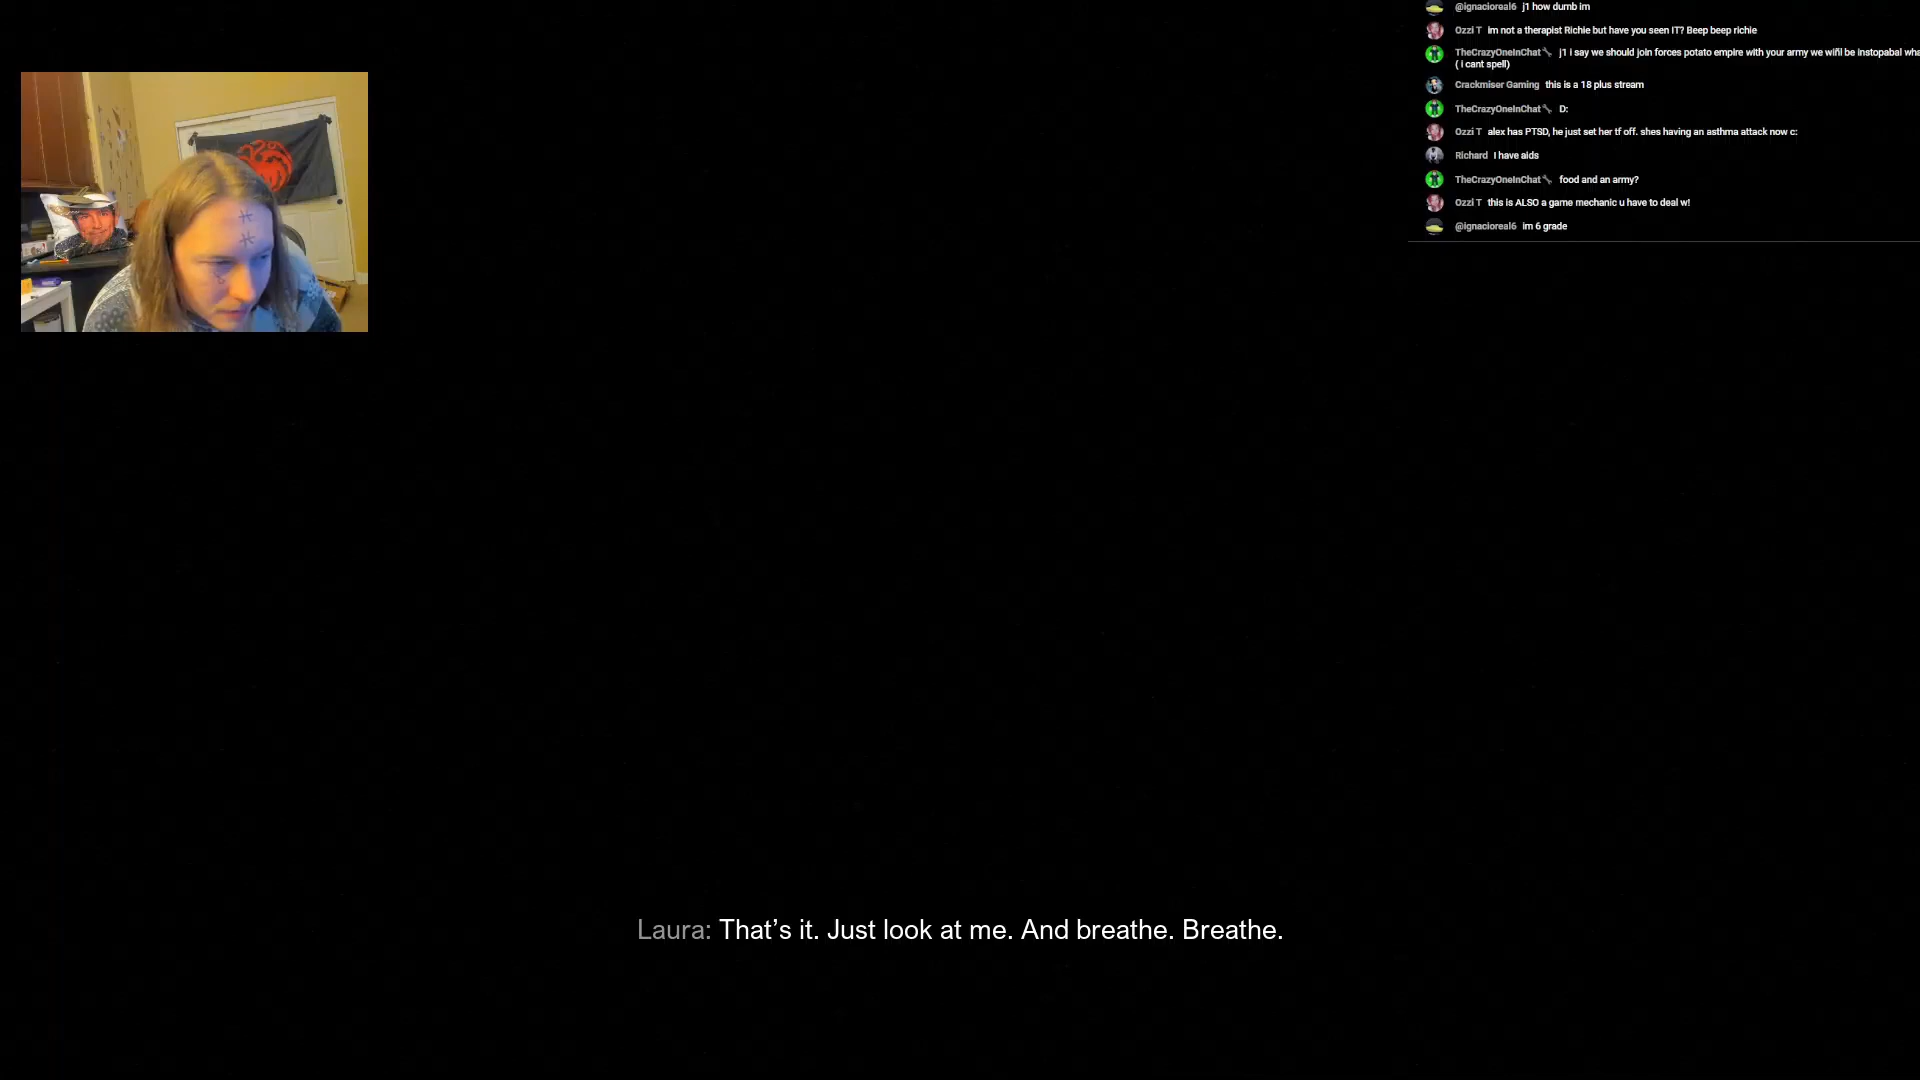 @ignacioreal6 j1 how dumb im
Ozzi T Im not a therapist Richie but have you seen IT? Beep beep richie
TheCrazyOneInChat j1 i say we should join forces potato empire with your army we wifil be instopabal wha
( i cant spell)
Crackmiser Gaming this is a 18 plus stream
TheCrazyOneInChat D:
Ozzi T alex has PTSD, he just set her tf off. shes having an asthma attack now c:
Richard I have aids
TheCrazyOneInChat food and an army?
Ozzi T this is ALSO a game mechanic u have to deal w!
@ignacioreal6 im 6 grade
Laura: That’s it. Just look at me. And breathe. Breathe.